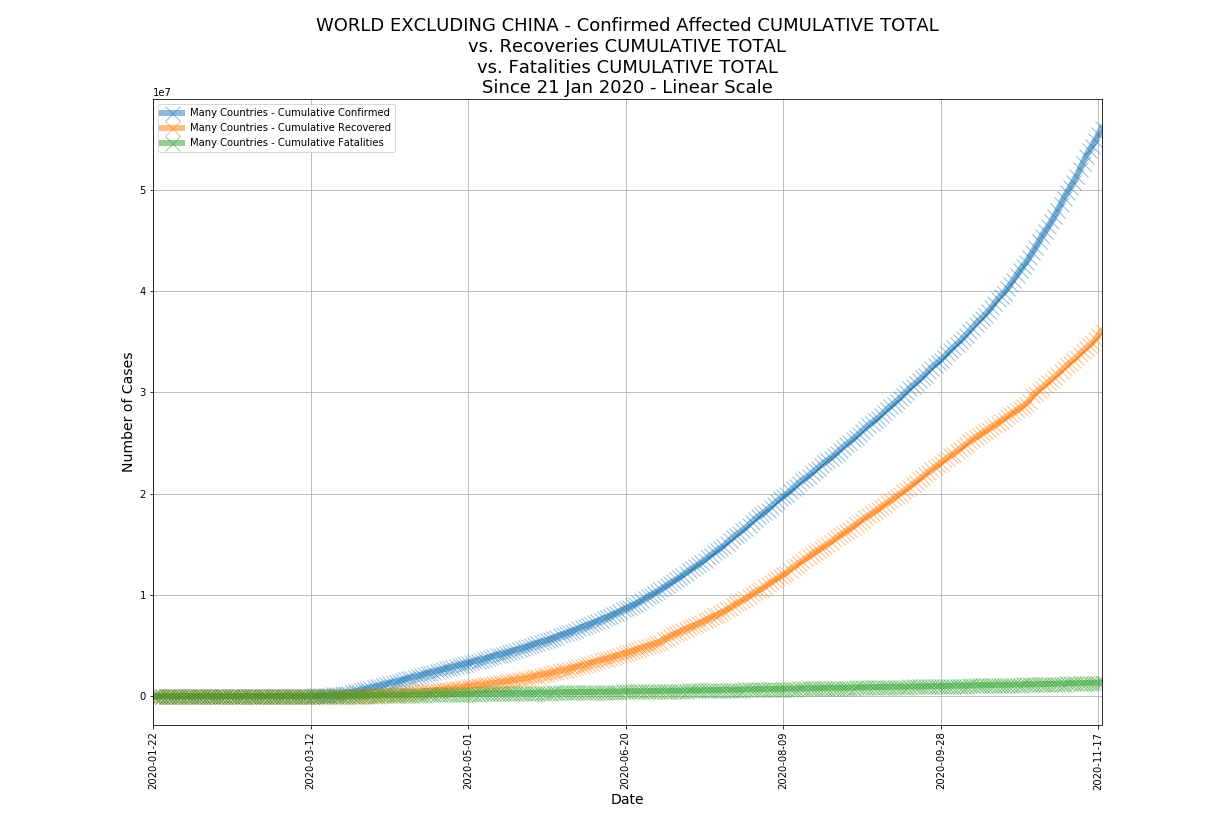 WORLD EXCLUDING CHINA - Confirmed Affected CUMULATIVE TOTAL
vs. Recoveries CUMULATIVE TOTAL
vs. Fatalities CUMULATIVE TOTAL
Since 21 Jan 2020 - Linear Scale
1e7
Many Countries - Cumulative Confirmed
Many Countries - Cumulative Recovered
Many Countries - Cumulative Fatalities
5
4
3
2
1
0
Number of Cases
2020-01-22
2020-03-12
2020-05-01
2020-06-20
2020-08-09
2020-09-28
2020-11-17
Date